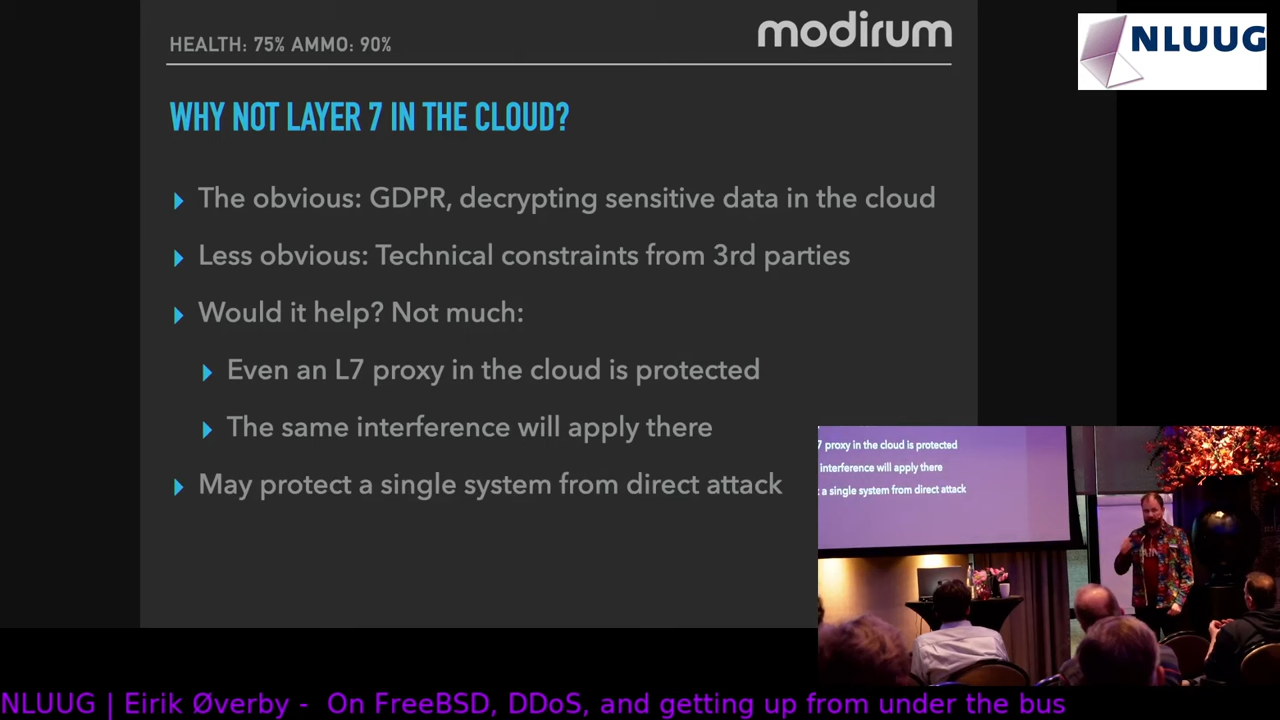 HEALTH: 75% AMMO: 90%
modirum
NLUUG
WHY NOT LAYER 7 IN THE CLOUD?
The obvious: GDPR, decrypting sensitive data in the cloud
Less obvious: Technical constraints from 3rd parties
Would it help? Not much:
Even an L7 proxy in the cloud is protected
The same interference will apply there
May protect a single system from direct attack
7 proxy in the cloud is protected
interference will apply there
a single system from direct attack
NLUUG | Eirik Øverby - On FreeBSD, DDoS, and getting up from under the bus